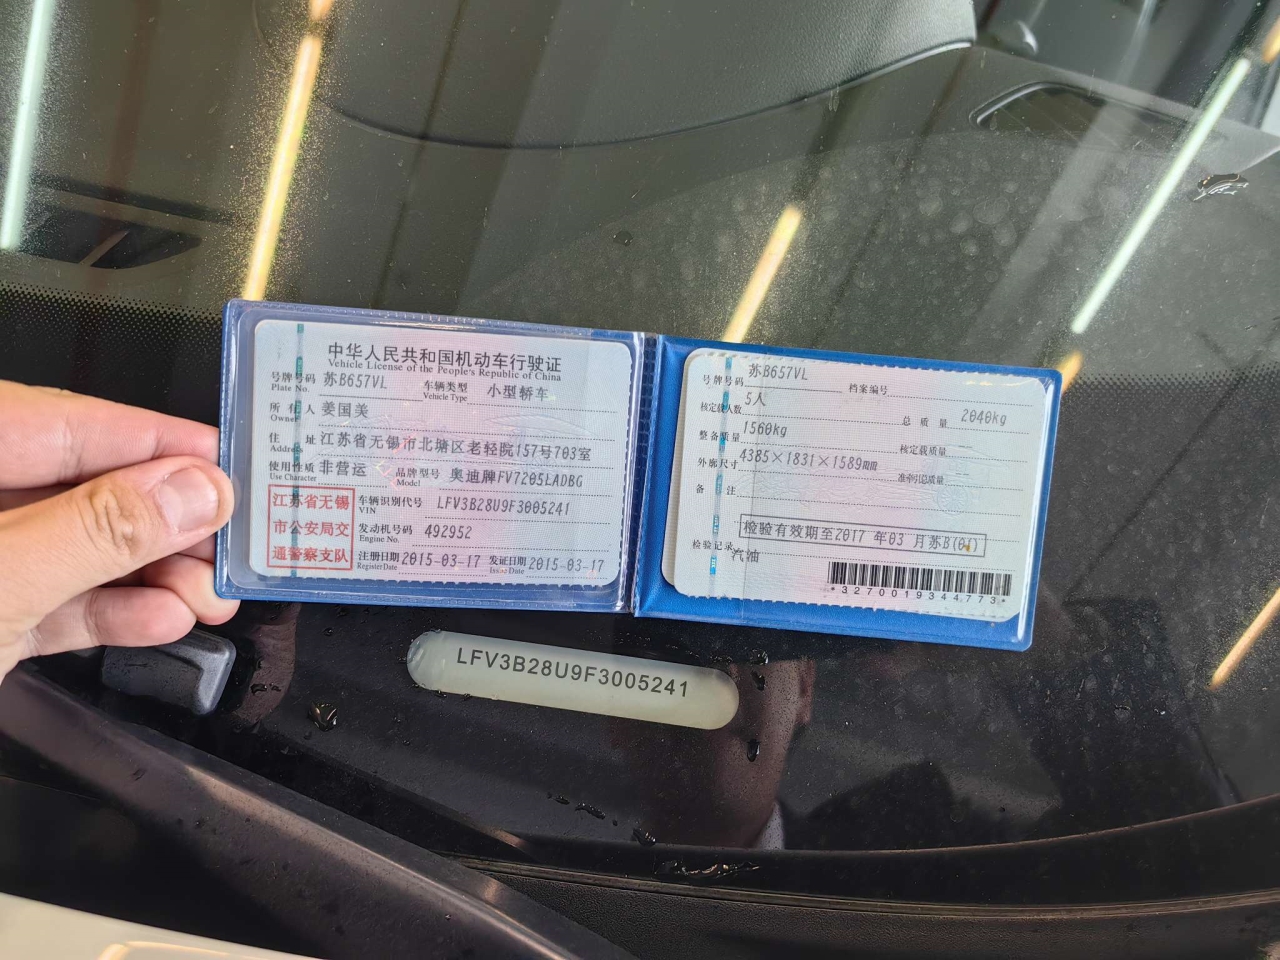 中华人民共和国机动车行驶证
Vehicle License of the People's Republic of China
号牌号码 苏B657VL 车辆类型 小型轿车
Plate No. Vehicle Type
所有人 姜国美
Owner
住址 江苏省无锡市北塘区老轻院157号703室
Address
使用性质 非营运 品牌型号 奥迪牌FV7205LADBG
Use Character Model
江苏省无锡
市公安局交
通警察支队
车辆识别代号 LFV3B28U9F3005241
VIN
发动机号码 492952
Engine No.
注册日期 2015-03-17 发证日期 2015-03-17
Register Date Issue Date
号牌号码 苏B657VL 档案编号
核定载人数 5人 总质量 2040kg
整备质量 1560kg 核定载质量
外廓尺寸 4385×1831×1589mm 准牵引总质量
备注
检验有效期至2017 年03 月苏B(01)
检验记录 汽油
*3270019344773*
LFV3B28U9F3005241